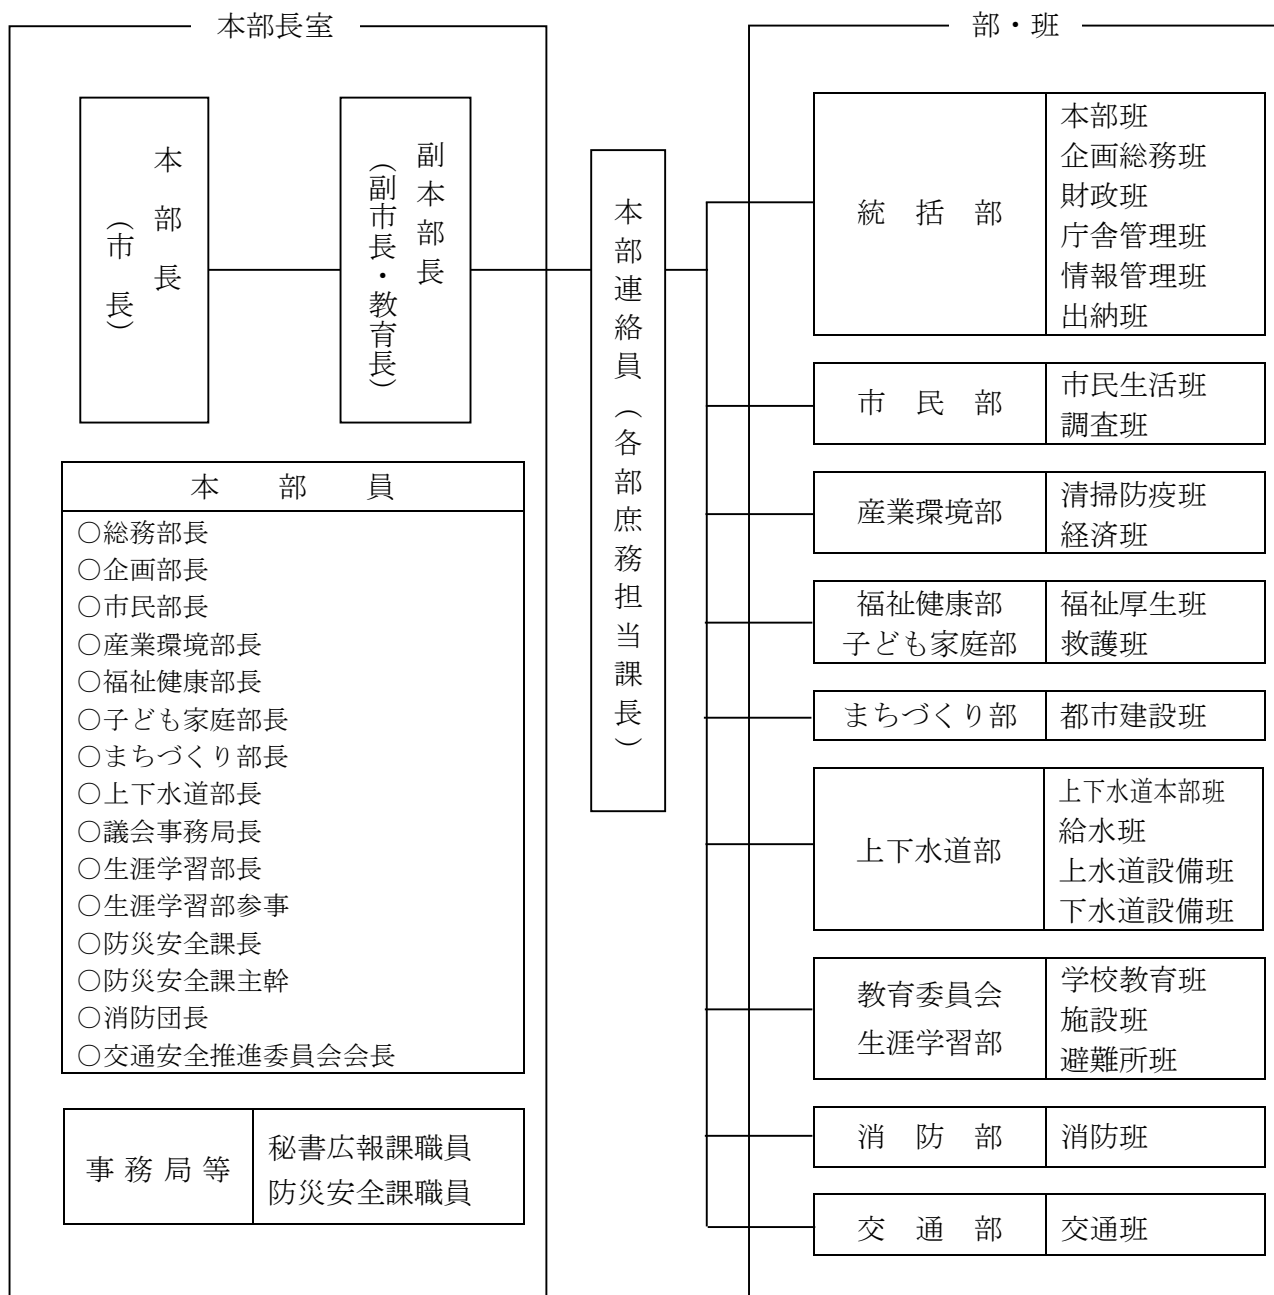 本部長室
本部長
（市長）
副本部長
（副市長・教育長）
本部員
○総務部長
○企画部長
○市民部長
○産業環境部長
○福祉健康部長
○子ども家庭部長
○まちづくり部長
○上下水道部長
○議会事務局長
○生涯学習部長
○生涯学習部参事
○防災安全課長
○防災安全課主幹
○消防団長
○交通安全推進委員会会長
事務局等
秘書広報課職員
防災安全課職員
本部連絡員（各部庶務担当課長）
部・班
統括部
本部班
企画総務班
財政班
庁舎管理班
情報管理班
出納班
市民部
市民生活班
調査班
産業環境部
清掃防疫班
経済班
福祉健康部
子ども家庭部
福祉厚生班
救護班
まちづくり部
都市建設班
上下水道部
上下水道本部班
給水班
上水道設備班
下水道設備班
教育委員会
生涯学習部
学校教育班
施設班
避難所班
消防部
消防班
交通部
交通班